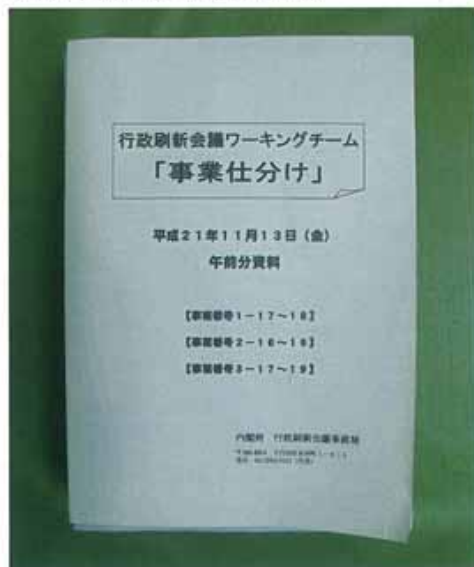 行政刷新会議ワーキングチーム
「事業仕分け」
平成21年11月13日（金）
午前分資料
【事業番号1－17～18】
【事業番号2－16～18】
【事業番号3－17～19】
内閣府　行政刷新会議事務局